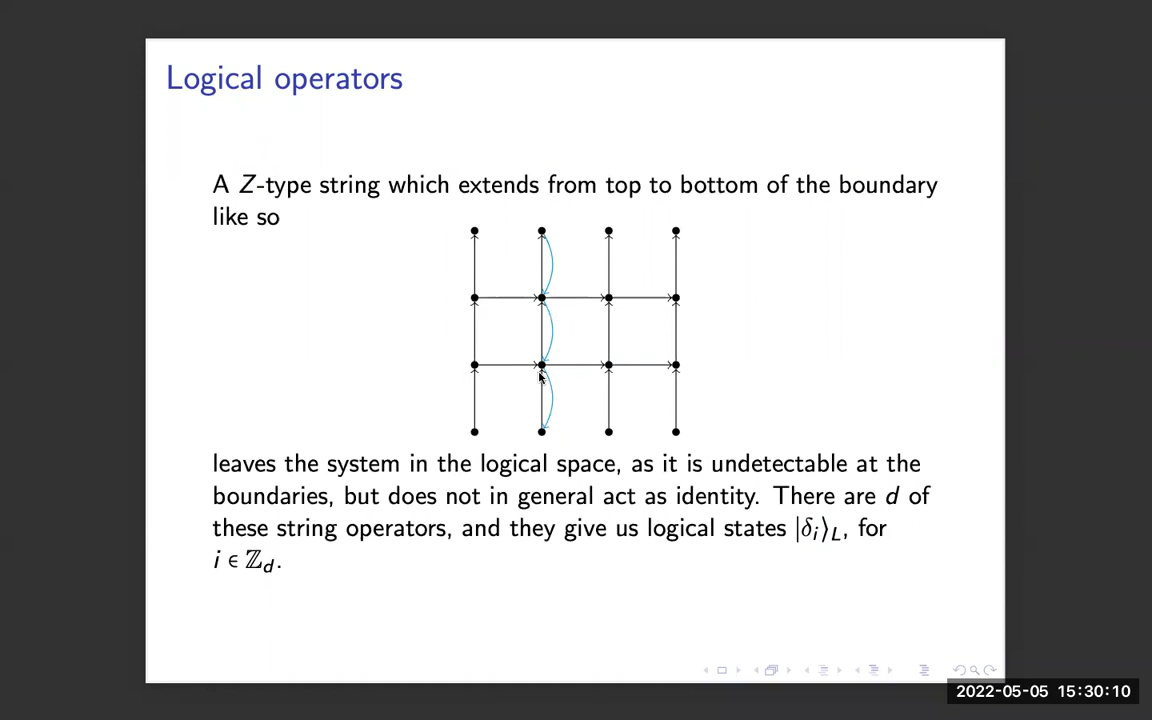 Logical operators
A Z-type string which extends from top to bottom of the boundary
like so
leaves the system in the logical space, as it is undetectable at the
boundaries, but does not in general act as identity. There are d of
these string operators, and they give us logical states |δᵢ⟩_L, for
i ∈ ℤ_d.
2022-05-05 15:30:10